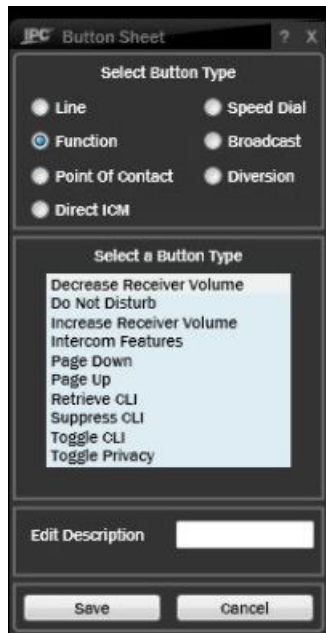 IPC Button Sheet ? X
Select Button Type
Line Speed Dial
Function Broadcast
Point Of Contact Diversion
Direct ICM
Select a Button Type
Decrease Receiver Volume
Do Not Disturb
Increase Receiver Volume
Intercom Features
Page Down
Page Up
Retrieve CLI
Suppress CLI
Toggle CLI
Toggle Privacy
Edit Description
Save Cancel